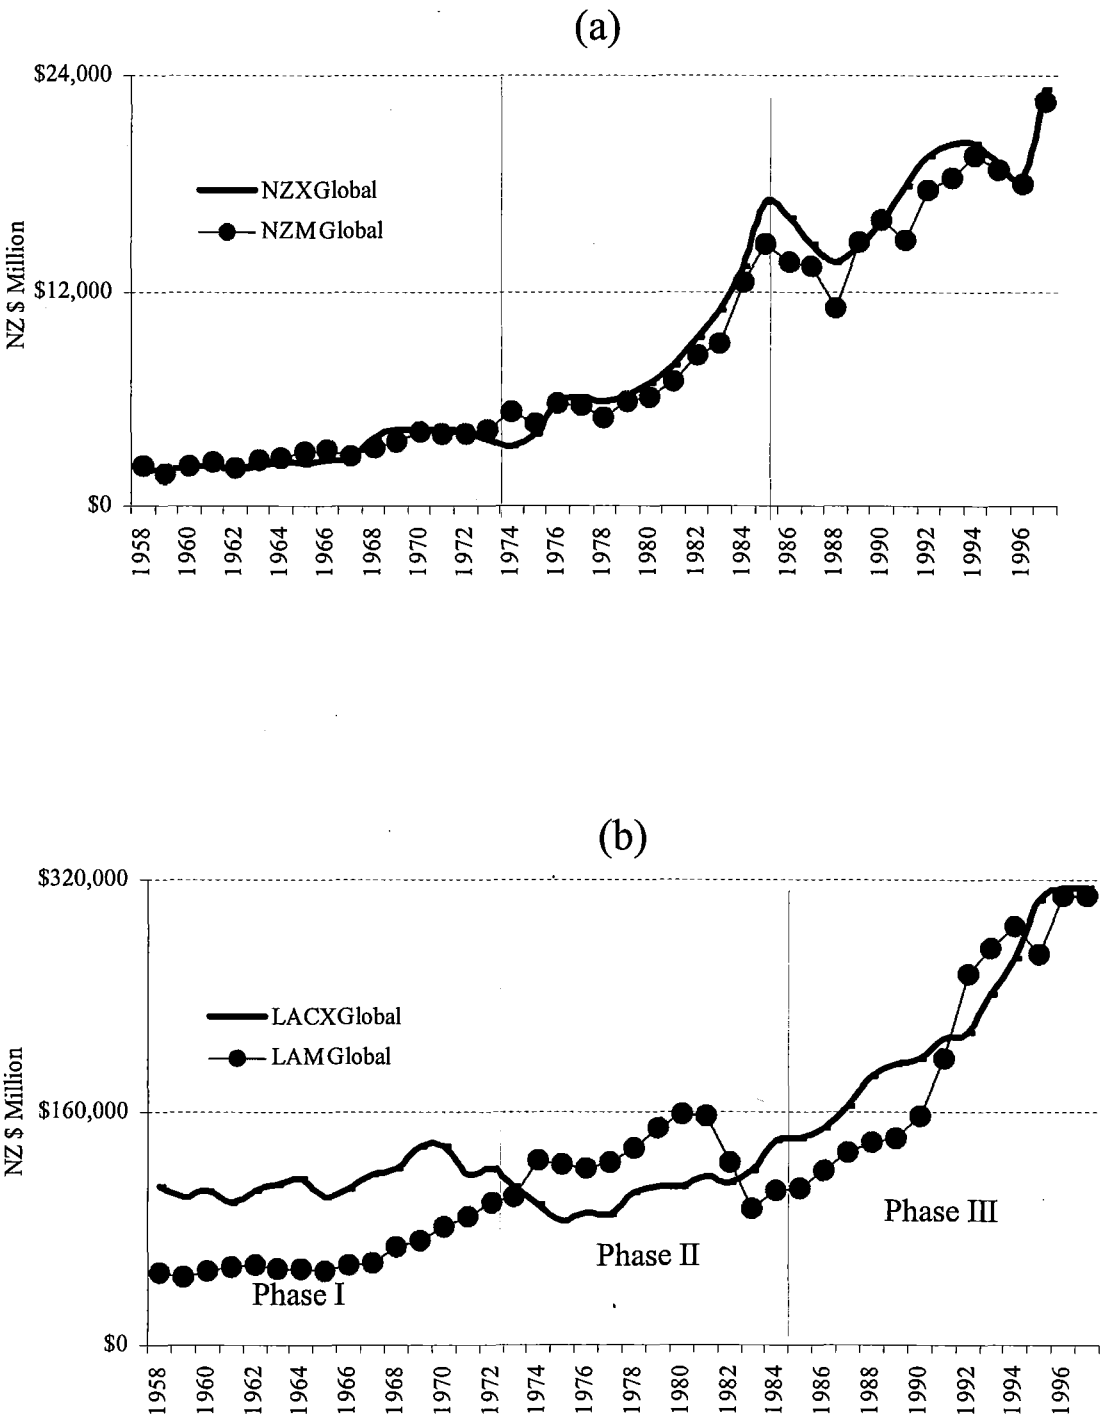 (a)
$24,000
NZXGlobal
NZMGlobal
NZ $ Million
$12,000
$0
1958 1960 1962 1964 1966 1968 1970 1972 1974 1976 1978 1980 1982 1984 1986 1988 1990 1992 1994 1996
(b)
$320,000
LACXGlobal
LAMGlobal
NZ $ Million
$160,000
Phase III
Phase II
Phase I
$0
1958 1960 1962 1964 1966 1968 1970 1972 1974 1976 1978 1980 1982 1984 1986 1988 1990 1992 1994 1996